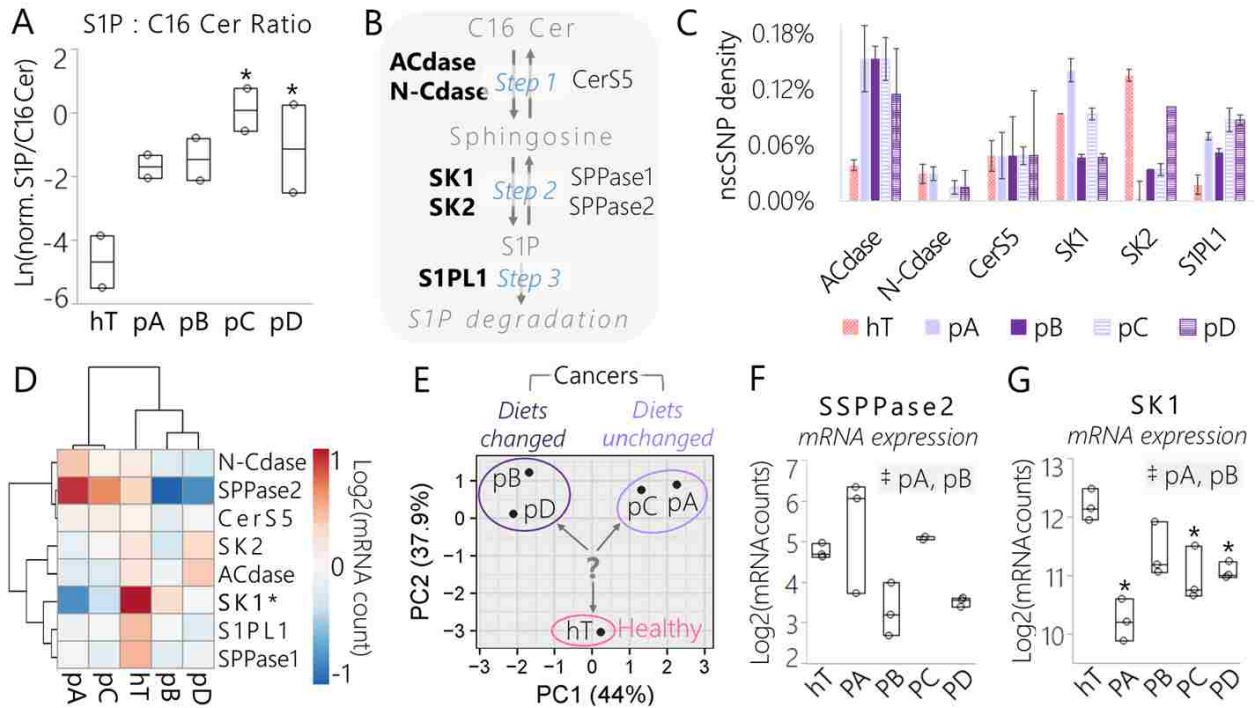 A
S1P : C16 Cer Ratio
Ln(norm. S1P/C16 Cer)
2
0
-2
-4
-6
*
*
hT pA pB pC pD
B
C16 Cer
ACdase
N-Cdase
Step 1
CerS5
Sphingosine
SK1
SK2
Step 2
SPPase1
SPPase2
S1P
S1PL1
Step 3
S1P degradation
C
nscSNP density
0.18%
0.12%
0.06%
0.00%
ACdase
N-Cdase
CerS5
SK1
SK2
S1PL1
hT pA pB pC pD
D
N-Cdase
SPPase2
CerS5
SK2
ACdase
SK1*
S1PL1
SPPase1
pA pC hT pB pD
1
0
-1
Log2(mRNA count)
E
Cancers
Diets
changed
Diets
unchanged
PC2 (37.9%)
1
0
−1
−2
−3
pB
pD
pC pA
?
hT Healthy
−3 −2 −1 0 1 2 3
PC1 (44%)
F
SSPPase2
mRNA expression
‡ pA, pB
Log2(mRNA counts)
7
6
5
4
3
2
hT PA PB PC PD
G
SK1
mRNA expression
‡ pA, pB
Log2(mRNA counts)
13
12
11
10
*
*
*
hT PA PB PC PD